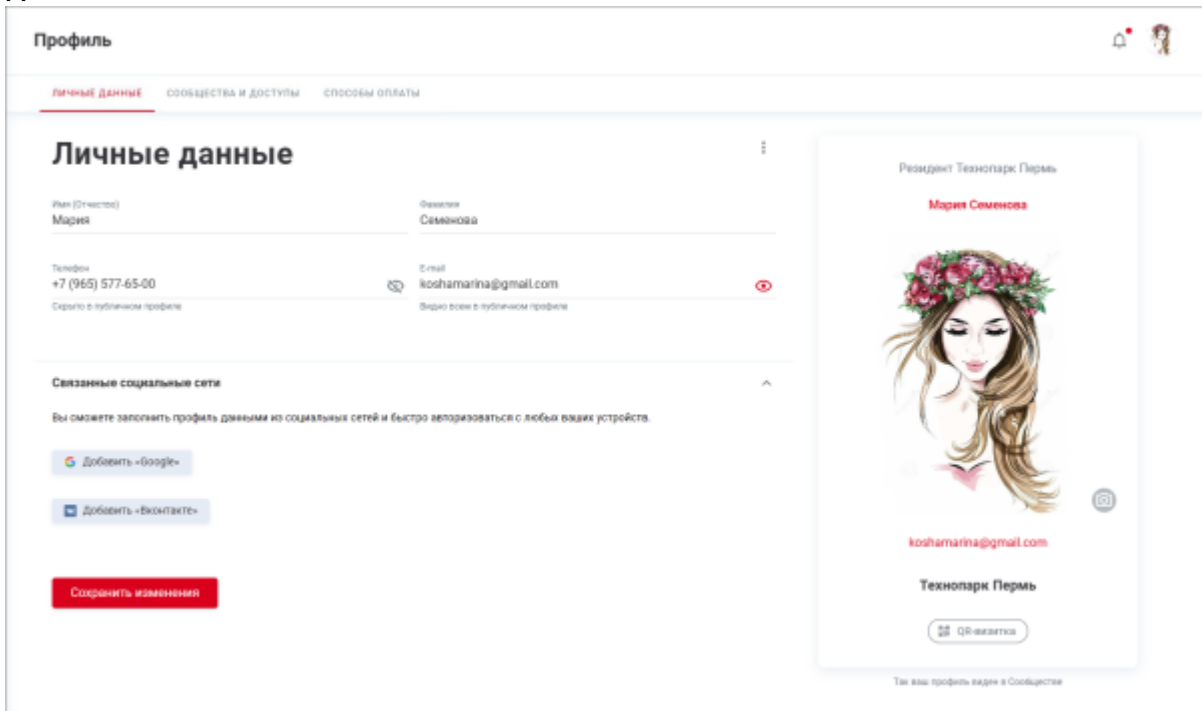 Профиль
ЛИЧНЫЕ ДАННЫЕ СООБЩЕСТВА И ДОСТУПЫ СПОСОБЫ ОПЛАТЫ
Личные данные
Имя (Отчество) Фамилия
Мария Семенова
Телефон E-mail
+7 (965) 577-65-00 koshamarina@gmail.com
Скрыто в публичном профиле Видно всем в публичном профиле
Связанные социальные сети
Вы сможете заполнить профиль данными из социальных сетей и быстро авторизоваться с любых ваших устройств.
Добавить «Google»
Добавить «Вконтакте»
Сохранить изменения
Резидент Технопарк Пермь
Мария Семенова
koshamarina@gmail.com
Технопарк Пермь
QR-визитка
Так ваш профиль виден в Сообществе